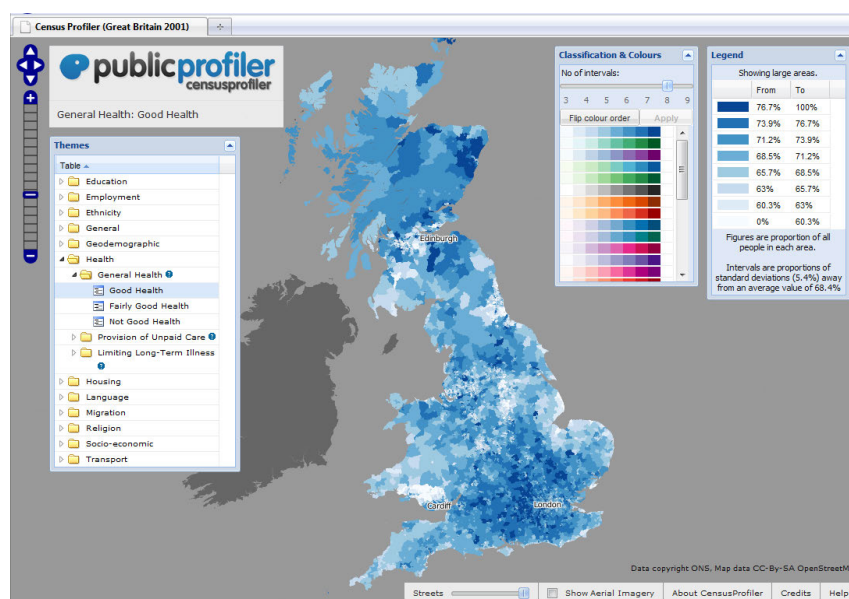 Census Profiler (Great Britain 2001)
publicprofiler
censusprofiler
General Health: Good Health
Themes
Table
Education
Employment
Ethnicity
General
Geodemographic
Health
General Health
Good Health
Fairly Good Health
Not Good Health
Provision of Unpaid Care
Limiting Long-Term Illness
Housing
Language
Migration
Religion
Socio-economic
Transport
Edinburgh
Cardiff
London
Classification & Colours
No of intervals:
3 4 5 6 7 8 9
Flip colour order Apply
Legend
Showing large areas.
From To
76.7% 100%
73.9% 76.7%
71.2% 73.9%
68.5% 71.2%
65.7% 68.5%
63% 65.7%
60.3% 63%
0% 60.3%
Figures are proportion of all
people in each area.
Intervals are proportions of
standard deviations (5.4%) away
from an average value of 68.4%
Data copyright ONS, Map data CC-By-SA OpenStreetM
Streets Show Aerial Imagery About CensusProfiler Credits Help